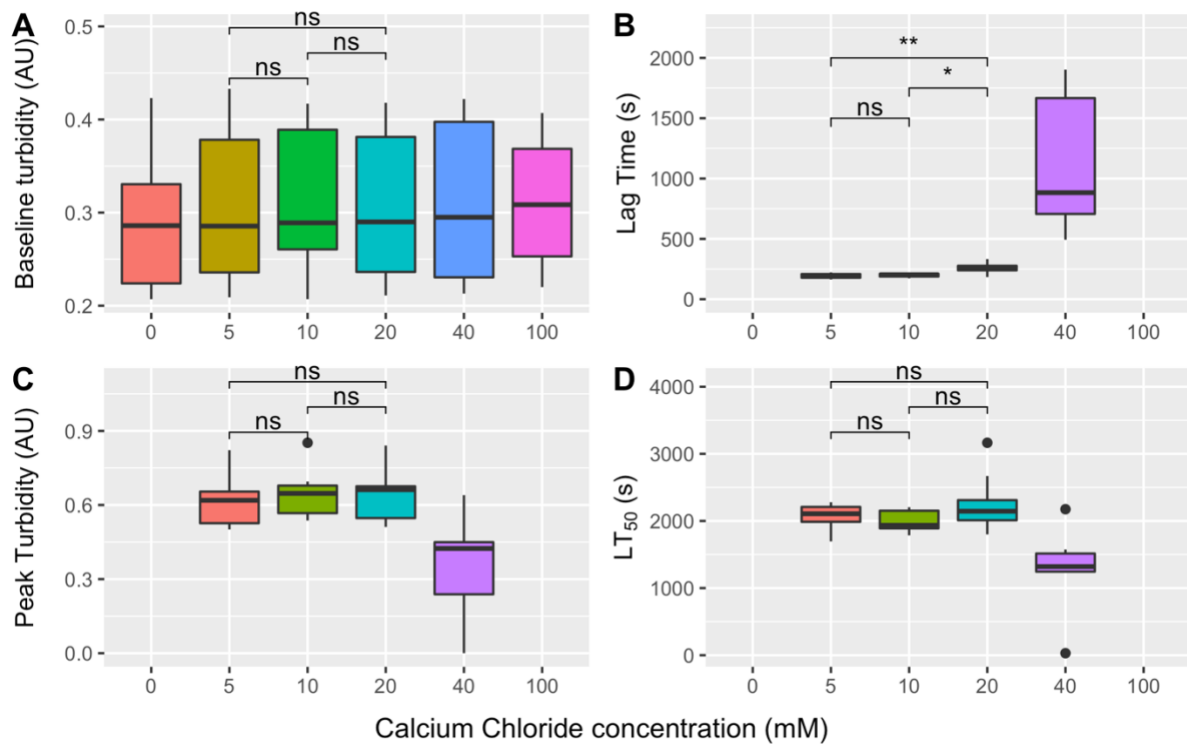 A
B
Baseline turbidity (AU)
0.5
0.4
0.3
0.2
ns
ns
ns
0 5 10 20 40 100
Lag Time (s)
2000
1500
1000
500
0
**
*
ns
0 5 10 20 40 100
C
D
Peak Turbidity (AU)
0.9
0.6
0.3
0.0
ns
ns
ns
0 5 10 20 40 100
LT50 (s)
4000
3000
2000
1000
0
ns
ns
ns
0 5 10 20 40 100
Calcium Chloride concentration (mM)